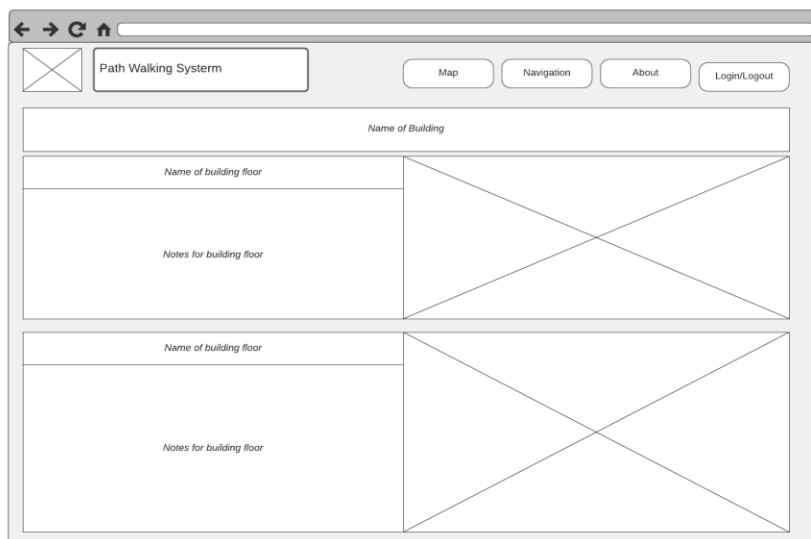 Path Walking Systerm
Map
Navigation
About
Login/Logout
Name of Building
Name of building floor
Notes for building floor
Name of building floor
Notes for building floor